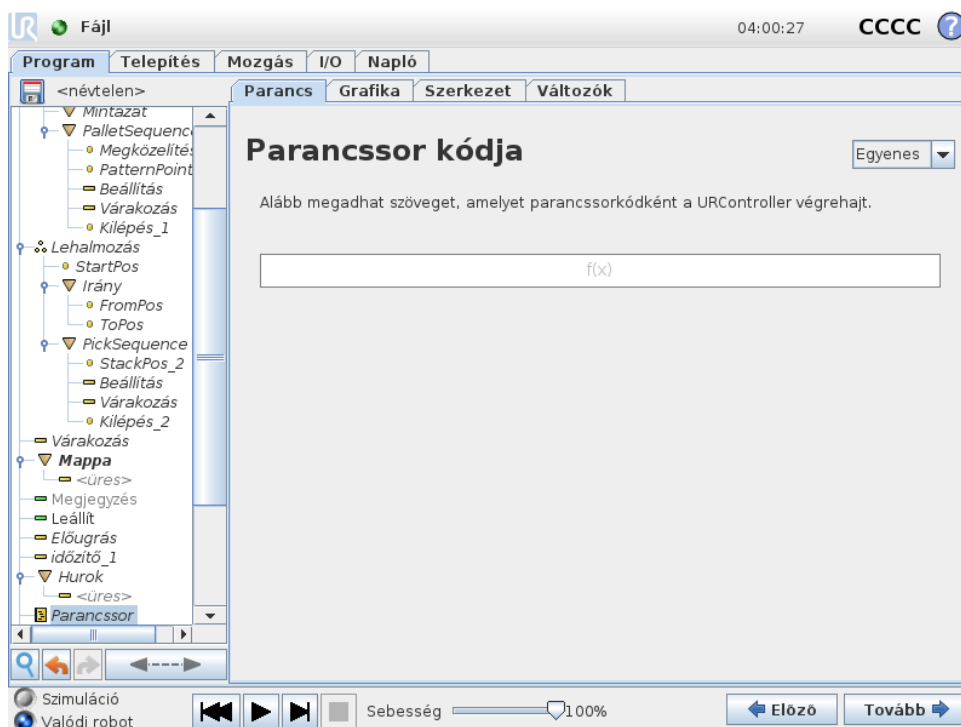 UR Fájl 04:00:27 CCCC ?
Program Telepítés Mozgás I/O Napló
<névtelen> Parancs Grafika Szerkezet Változók
Mintázat
PalletSequenc
Megközelítés
PatternPoint
Beállítás
Várakozás
Kilépés_1
Lehalmozás
StartPos
Irány
FromPos
ToPos
PickSequence
StackPos_2
Beállítás
Várakozás
Kilépés_2
Várakozás
Mappa
<üres>
Megjegyzés
Leállít
Előugrás
időzítő_1
Hurok
<üres>
Parancssor
Parancssor kódja
Egyenes
Alább megadhat szöveget, amelyet parancssorkódként a URController végrehajt.
f(x)
Szimuláció
Valódi robot
Sebesség 100%
Előző Tovább